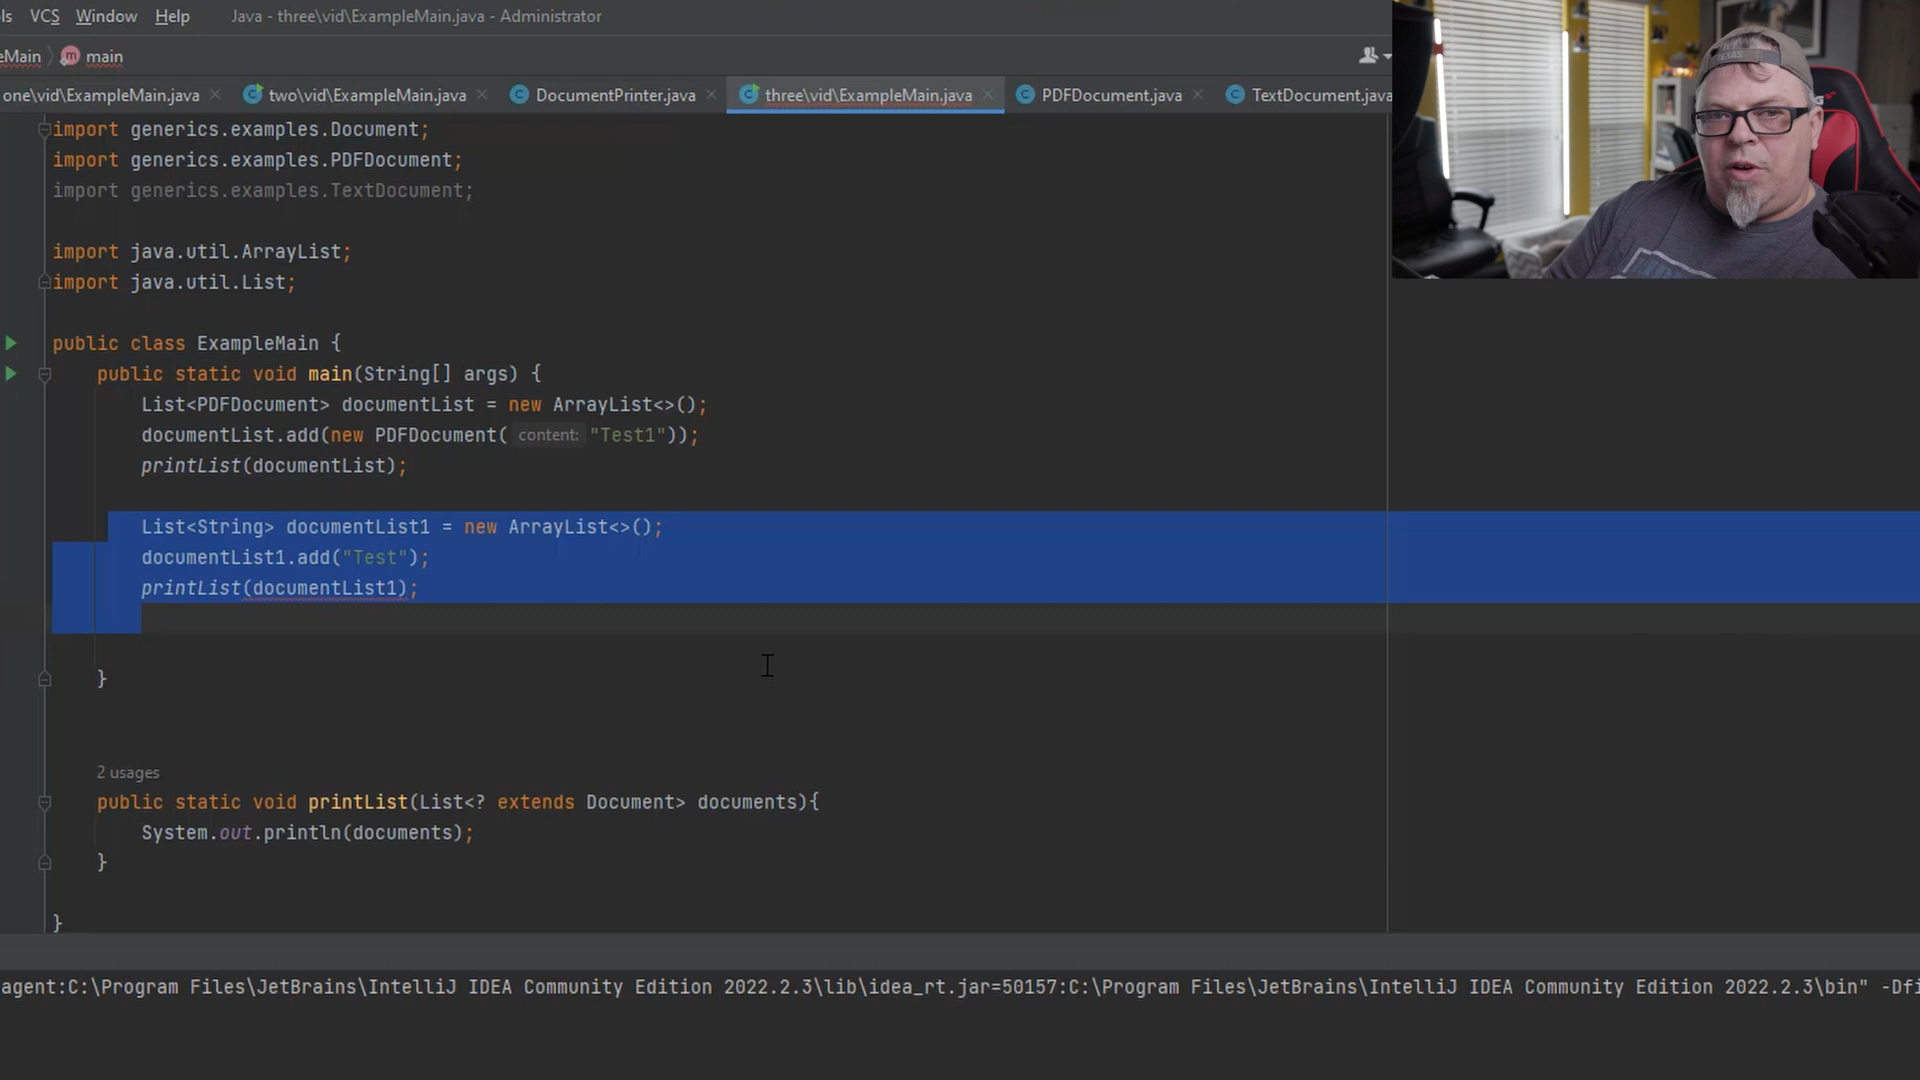 ls VCS Window Help Java - three\vid\ExampleMain.java - Administrator
eMain main
one\vid\ExampleMain.java two\vid\ExampleMain.java DocumentPrinter.java three\vid\ExampleMain.java PDFDocument.java TextDocument.java
import generics.examples.Document;
import generics.examples.PDFDocument;
import generics.examples.TextDocument;
import java.util.ArrayList;
import java.util.List;
public class ExampleMain {
public static void main(String[] args) {
List<PDFDocument> documentList = new ArrayList<>();
documentList.add(new PDFDocument( content: "Test1"));
printList(documentList);
List<String> documentList1 = new ArrayList<>();
documentList1.add("Test");
printList(documentList1);
}
2 usages
public static void printList(List<? extends Document> documents){
System.out.println(documents);
}
}
agent:C:\Program Files\JetBrains\IntelliJ IDEA Community Edition 2022.2.3\lib\idea_rt.jar=50157:C:\Program Files\JetBrains\IntelliJ IDEA Community Edition 2022.2.3\bin" -Dfi
TEXAS